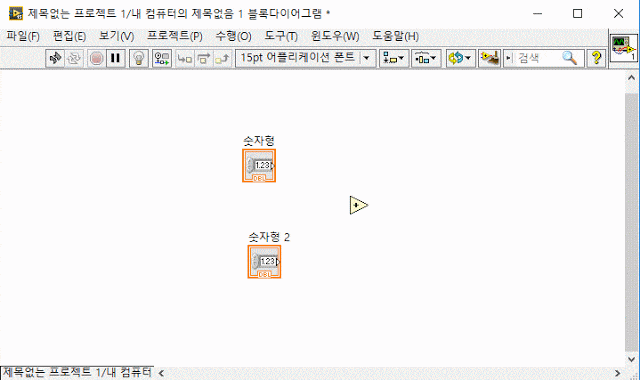 제목없는 프로젝트 1/내 컴퓨터의 제목없음 1 블록다이어그램 *
파일(F) 편집(E) 보기(V) 프로젝트(P) 수행(O) 도구(T) 윈도우(W) 도움말(H)
15pt 어플리케이션 폰트 검색 ? 1
숫자형
1.23
DBL
숫자형 2
1.23
DBL
제목없는 프로젝트 1/내 컴퓨터